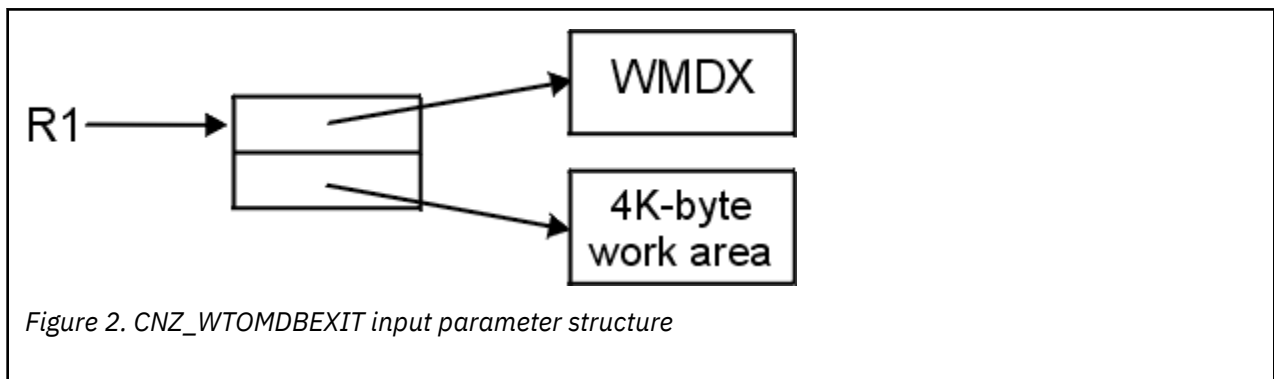 WMDX
R1
4K-byte
work area
Figure 2. CNZ_WTOMDBEXIT input parameter structure